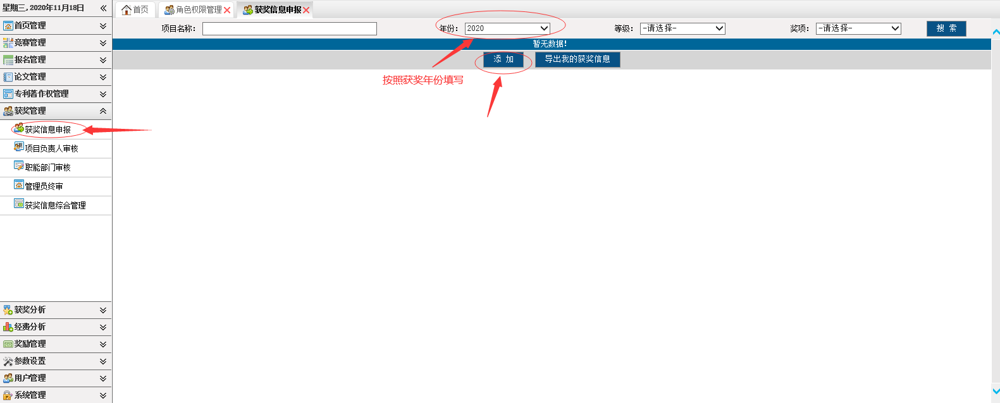 星期三,2020年11月18日
首页
角色权限管理
获奖信息申报
首页管理
竞赛管理
报名管理
论文管理
专利著作权管理
获奖管理
获奖信息申报
项目负责人审核
职能部门审核
管理员终审
获奖信息综合管理
获奖分析
经费分析
奖励管理
参数设置
用户管理
系统管理
项目名称: 年份: 2020 等级: -请选择- 奖项: -请选择- 搜 索
暂无数据!
添 加 导出我的获奖信息
按照获奖年份填写